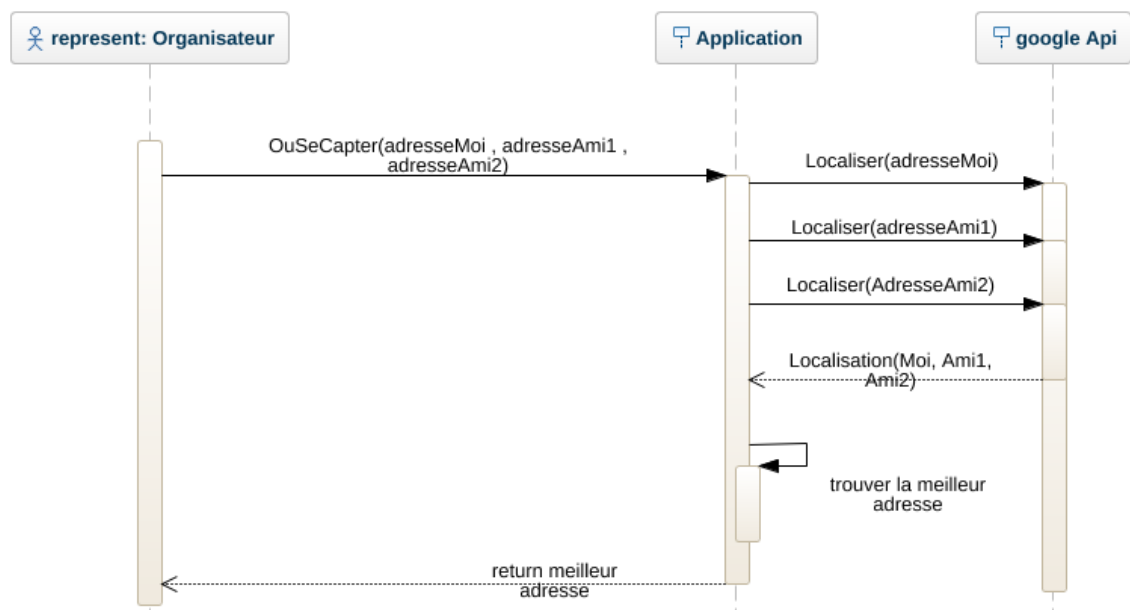 represent: Organisateur
Application
google Api
OuSeCapter(adresseMoi , adresseAmi1 ,
adresseAmi2)
Localiser(adresseMoi)
Localiser(adresseAmi1)
Localiser(AdresseAmi2)
Localisation(Moi, Ami1,
Ami2)
trouver la meilleur
adresse
return meilleur
adresse